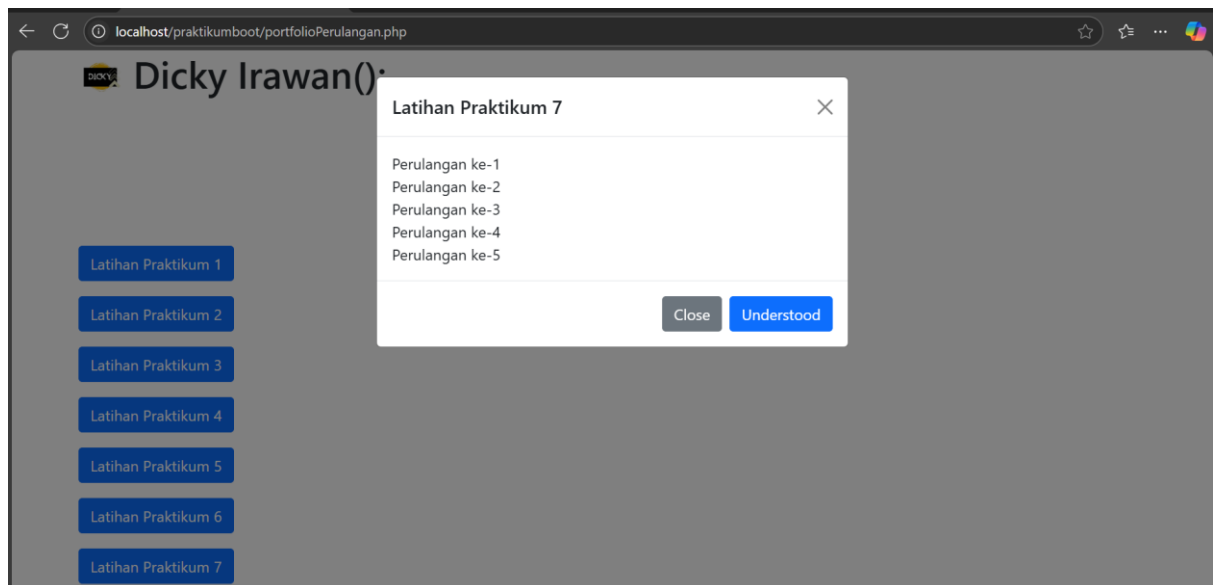 localhost/praktikumboot/portfolioPerulangan.php
DICKY
Dicky Irawan();
Latihan Praktikum 7
Perulangan ke-1
Perulangan ke-2
Perulangan ke-3
Perulangan ke-4
Perulangan ke-5
Close Understood
Latihan Praktikum 1
Latihan Praktikum 2
Latihan Praktikum 3
Latihan Praktikum 4
Latihan Praktikum 5
Latihan Praktikum 6
Latihan Praktikum 7